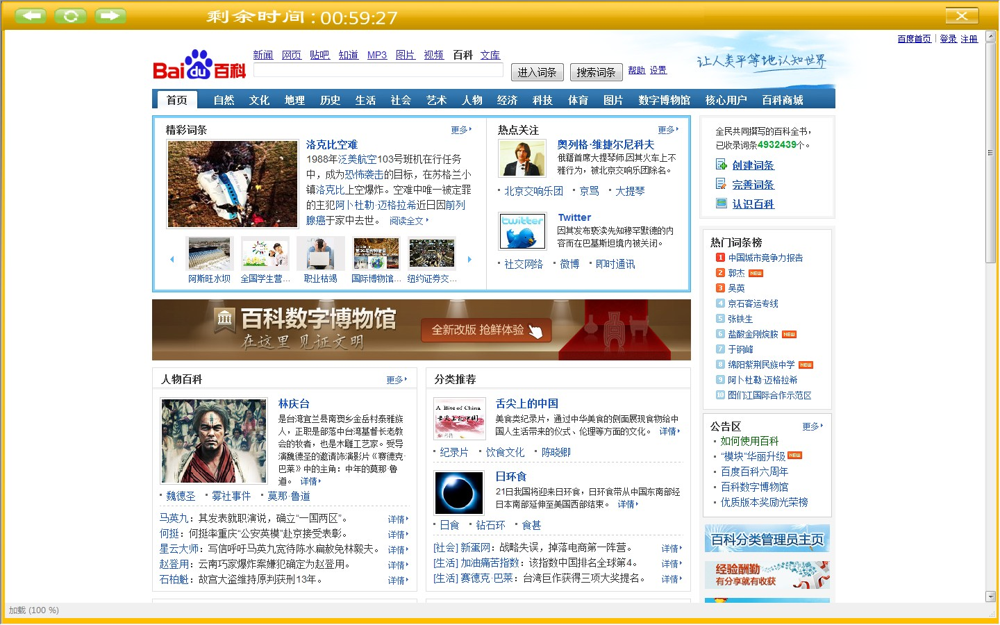 剩余时间 : 00:59:27
百度首页 | 登录 注册
Bai du 百科
新闻 网页 贴吧 知道 MP3 图片 视频 百科 文库
进入词条 搜索词条 帮助 设置
让人类平等地认知世界
首页 自然 文化 地理 历史 生活 社会 艺术 人物 经济 科技 体育 图片 数字博物馆 核心用户 百科商城
精彩词条 更多
洛克比空难
1988年泛美航空103号班机在行任务
中，成为恐怖袭击的目标，在苏格兰小
镇洛克比上空爆炸。空难中唯一被定罪
的主犯阿卜杜勒·迈格拉希近日因前列
腺癌于家中去世。 阅读全文
阿斯旺水坝 全国学生营... 职业枯竭 国际博物馆... 纽约证券交...
热点关注 更多
奥列格·维捷尔尼科夫
俄籍首席大提琴师,因其火车上不
雅行为，被北京交响乐团除名。
北京交响乐团 京骂 大提琴
twitter
Twitter
因其发布亵渎先知穆罕默德的内
容而在巴基斯坦境内被关闭。
社交网络 微博 即时通讯
全民共同撰写的百科全书，
已收录词条4932439个。
创建词条
完善词条
认识百科
热门词条榜
1 中国城市竞争力报告
2 郭杰 NEW
3 吴英
4 京石客运专线
5 张铁生
6 盐酸金刚烷胺 NEW
7 于钢峰
8 绵阳紫荆民族中学 NEW
9 阿卜杜勒·迈格拉希
10 图们江国际合作示范区
百科数字博物馆
在这里 见证文明
全新改版 抢鲜体验
人物百科 更多
林庆台
是台湾宜兰县南澳乡金岳村泰雅族
人，正职是部落中台湾基督长老教
会的牧者，也是木雕工艺家。受导
演魏德圣的邀请饰演影片《赛德克·
巴莱》中的主角：中年的莫那·鲁
道。 详情
魏德圣 雾社事件 莫那·鲁道
马英九：其发表就职演说，确立“一国两区”。 详情
何挺：何挺率重庆“公安英模”赴京接受表彰。 详情
星云大师：写信呼吁马英九宽待陈水扁赦免林毅夫。 详情
赵登用：云南巧家爆炸案嫌犯确定为赵登用。 详情
石柏魁：故宫大盗维持原判获刑13年。 详情
分类推荐
A Bite of China
舌尖上的中国
舌尖上的中国
美食类纪录片，通过中华美食的侧面展现食物给中
国人生活带来的仪式、伦理等方面的文化。 详情
纪录片 饮食文化 陈晓卿
日环食
21日我国将迎来日环食，日环食带从中国东南部经
日本南部延伸至美国西部结束。 详情
日食 钻石环 食甚
[社会] 新蛋网：战略失误，掉落电商第一阵营。 详情
[生活] 加油痛苦指数：该指数中国排名全球第4。 详情
[生活] 赛德克·巴莱：台湾巨作获得三项大奖提名。 详情
公告区 更多
如何使用百科
“模块”华丽升级 NEW
百度百科六周年
百科数字博物馆
优质版本奖励光荣榜
百科分类管理员主页
经验酬勤
有分享就有收获
加载 (100 %)